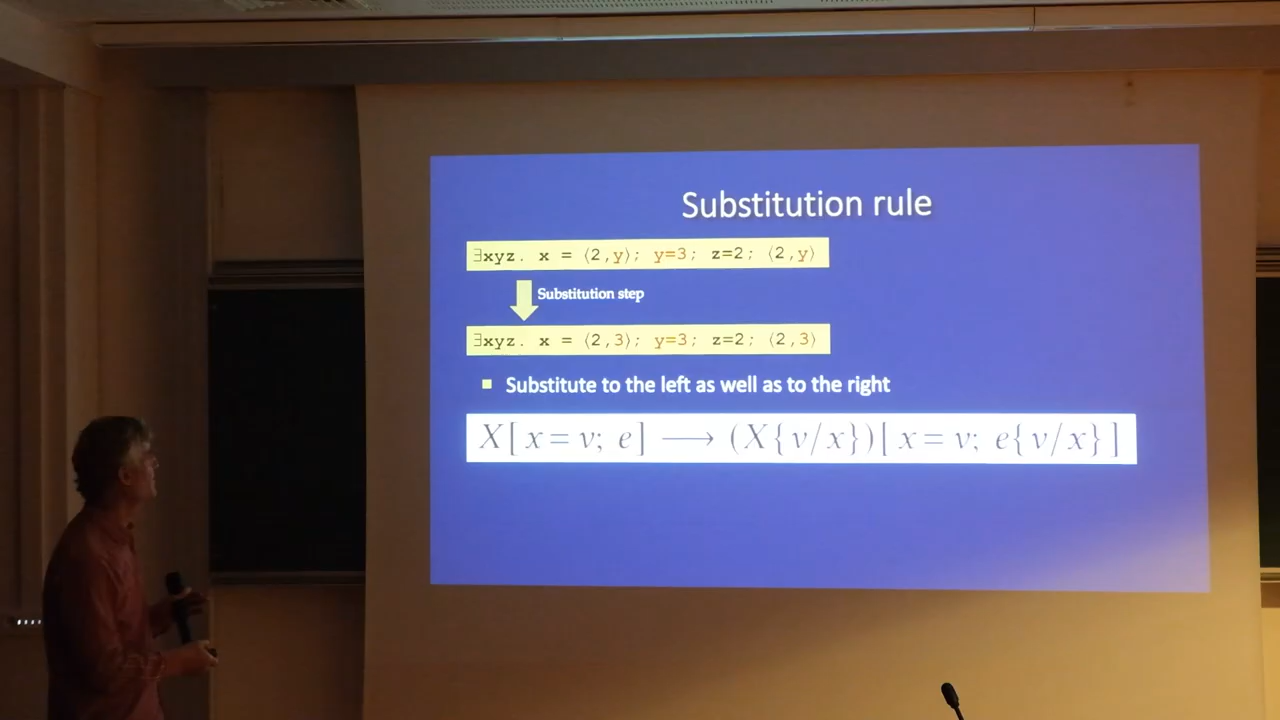 Substitution rule
∃xyz. x = ⟨2,y⟩; y=3; z=2; ⟨2,y⟩
Substitution step
∃xyz. x = ⟨2,3⟩; y=3; z=2; ⟨2,3⟩
Substitute to the left as well as to the right
X[x = v; e] ⟶ (X{v/x})[x = v; e{v/x}]